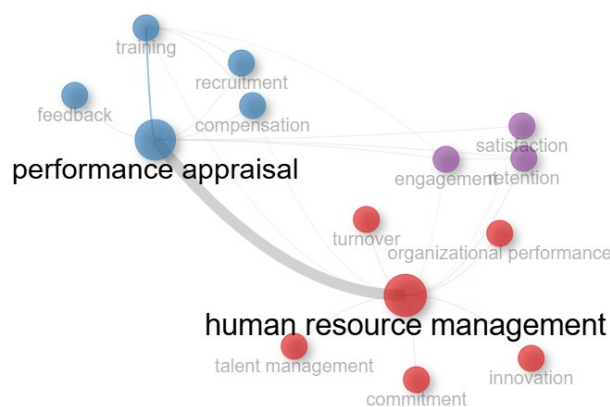 training
recruitment
feedback
compensation
performance appraisal
satisfaction
engagement
retention
turnover
organizational performance
human resource management
talent management
innovation
commitment